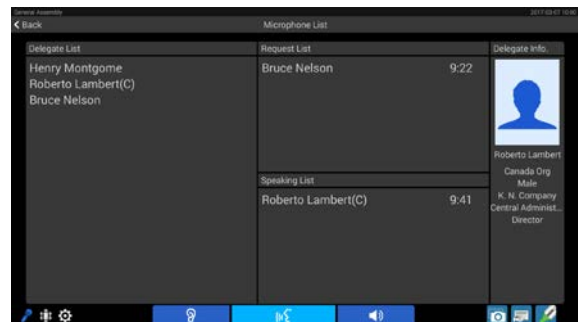 General Assembly
2017-03-07 10:00
Back
Microphone List
Delegate List
Henry Montgome
Roberto Lambert(C)
Bruce Nelson
Request List
Bruce Nelson 9:22
Speaking List
Roberto Lambert(C) 9:41
Delegate Info.
Roberto Lambert
Canada Org
Male
K. N. Company
Central Administ...
Director